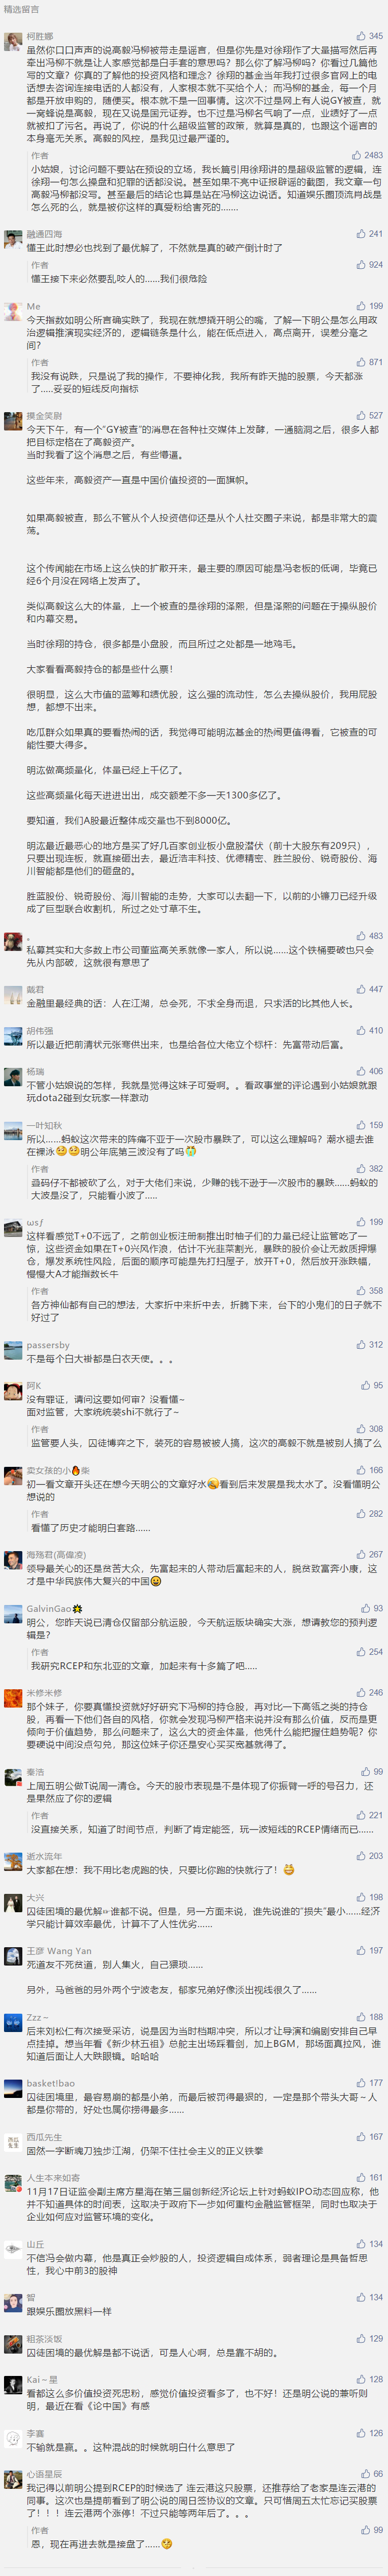 精选留言
柯胜娜
345
虽然你口口声声的说高毅冯柳被带走是谣言，但是你先是对徐翔作了大量描写然后再
牵出冯柳不就是让人家感觉都是白手套的意思吗？那么你了解冯柳吗？你看过几篇他
写的文章？你真的了解他的投资风格和理念？徐翔的基金当年我打过很多官网上的电
话想去咨询连接电话的人都没有，人家根本就不买给个人；而冯柳的基金，每一个月
都是开放申购的，随便买。根本就不是一回事情。这次不过是网上有人说GY被查，就
一窝蜂说是高毅，现在又说是国元证券。也不过是冯柳名气响了一点，业绩好了一点
就被扣了污名。再说了，你说的什么超级监管的政策，就算是真的，也跟这个谣言的
本身毫无关系。高毅的风控，是我见过最严谨的。
作者
2483
小姑娘，讨论问题不要站在预设的立场，我长篇引用徐翔讲的是超级监管的逻辑，连
徐翔一句怎么操盘和犯罪的话都没说。甚至如果不亮中证报辟谣的截图，我文章一句
高毅冯柳都没写。甚至最后的结论也算是站在冯柳这边说话。知道娱乐圈顶流肖战是
怎么死的么，就是被你这样的真爱粉给害死的.......
融通四海
241
懂王此时想必也找到了最优解了，不然就是真的破产倒计时了
作者
924
懂王接下来必然要乱咬人的......我们很危险
Me
199
今天指数如明公所言确实跌了，我现在就想撬开明公的嘴，了解一下明公是怎么用政
治逻辑推演现实经济的，逻辑链条是什么，能在低点进入，高点离开，误差分毫之
间？
作者
871
我没有说跌，只是说了我的操作，不要神化我，我所有昨天抛的股票，今天都涨
了.....妥妥的短线反向指标
摸金笑尉
527
今天下午，有一个“GY被查”的消息在各种社交媒体上发酵，一通脑洞之后，很多人都
把目标定格在了高毅资产。
当时我看了这个消息之后，有些懵逼。
这些年来，高毅资产一直是中国价值投资的一面旗帜。
如果高毅被查，那么不管从个人投资信仰还是从个人社交圈子来说，都是非常大的震
荡。
这个传闻能在市场上这么快的扩散开来，最主要的原因可能是冯老板的低调，毕竟已
经6个月没在网络上发声了。
类似高毅这么大的体量，上一个被查的是徐翔的泽熙，但是泽熙的问题在于操纵股价
和内幕交易。
当时徐翔的持仓，很多都是小盘股，而且所过之处都是一地鸡毛。
大家看看高毅持仓的都是些什么票！
很明显，这么大市值的蓝筹和绩优股，这么强的流动性，怎么去操纵股价，我用屁股
想，都想不出来。
吃瓜群众如果真的要看热闹的话，我觉得可能明汯基金的热闹更值得看，它被查的可
能性要大得多。
明汯做高频量化，体量已经上千亿了。
这些高频量化每天进进出出，成交额差不多一天1300多亿了。
要知道，我们A股最近整体成交量也不到8000亿。
明汯最近最恶心的地方是买了好几百家创业板小盘股潜伏（前十大股东有209只），
只要出现连板，就直接砸出去，最近浩丰科技、优德精密、胜兰股份、锐奇股份、海
川智能都是他们的砸盘的。
胜蓝股份、锐奇股份、海川智能的走势，大家可以去翻一下，以前的小镰刀已经升级
成了巨型联合收割机，所过之处寸草不生。
。
483
私募其实和大多数上市公司董监高关系就像一家人，所以说......这个铁桶要破也只会
先从内部破，这就很有意思了
戴君
447
金融里最经典的话：人在江湖，总会死，不求全身而退，只求活的比其他人长。
胡伟强
410
所以最近把前清状元张骞供出来，也是给各位大佬立个标杆：先富带动后富。
杨瑞
406
不管小姑娘说的怎样，我就是觉得这妹子可爱啊。。看政事堂的评论遇到小姑娘就跟
玩dota2碰到女玩家一样激动
一叶知秋
159
所以......蚂蚁这次带来的阵痛不亚于一次股市暴跌了，可以这么理解吗？潮水褪去谁
在裸泳明公年底第三波没有了吗
作者
382
蟊码仔不都被砍了么，对于大佬们来说，少赚的钱不逊于一次股市的暴跌......蚂蚁的
大波是没了，只能看小波了.....
ωsƒ
199
这样看感觉T+0不远了，之前创业板注册制推出时柚子们的力量已经让监管吃了一
惊，这些资金如果在T+0兴风作浪，估计不光韭菜割光，暴跌的股价会让无数质押爆
仓，爆发系统性风险，后面的顺序可能是先打扫屋子，放开T+0，然后放开涨跌幅，
慢慢大A才能指数长牛
作者
358
各方神仙都有自己的想法，大家折中来折中去，折腾下来，台下的小鬼们的日子就不
好过了
passersby
312
不是每个白大褂都是白衣天使。。。
阿K
95
没有罪证，请问这要如何审？没看懂~
面对监管，大家统统装shi不就行了~
作者
308
监管要人头，囚徒博弈之下，装死的容易被被人搞，这次的高毅不就是被别人搞了么
卖女孩的小🔥柴
166
初一看文章开头还在想今天明公的文章好水看到后来发展是我太水了。没看懂明公
想说的
作者
282
看懂了历史才能明白套路......
海殇君(高偉凌)
267
领导最关心的还是贫苦大众，先富起来的人带动后富起来的人，脱贫致富奔小康，这
才是中华民族伟大复兴的中国
GalvinGao
93
明公，您昨天说已清仓仅留部分航运股，今天航运版块确实大涨，想请教您的预判逻
辑是？
作者
254
我研究RCEP和东北亚的文章，加起来有十多篇了吧.....
米修米修
246
那个妹子，你要真懂投资就好好研究下冯柳的持仓股，再对比一下高瓴之类的持仓
股，再看一下他们各自的风格，你就会发现冯柳严格来说并没有那么价值，反而是更
倾向于价值趋势，那么问题来了，这么大的资金体量，他凭什么能把握住趋势呢？你
要硬说中间没点勾兑，那这位妹子你还是安心买买宽基就得了。
秦浩
99
上周五明公做T说周一清仓。今天的股市表现是不是体现了你振臂一呼的号召力，还
是果然应了你的逻辑
作者
221
没直接关系，知道了时间节点，判断了肯定能签，玩一波短线的RCEP情绪而已......
逝水流年
203
大家都在想：我不用比老虎跑的快，只要比你跑的快就行了！
大兴
198
囚徒困境的最优解☞谁都不说。但是，另一方面来说，谁先说谁的“损失”最小......经济
学只能计算效率最优，计算不了人性优劣......
王彦 Wang Yan
197
死道友不死贫道，别人集火，自己猥琐......
另外，马爸爸的另外两个宁波老友，郁家兄弟好像淡出视线很久了......
Zzz～
188
后来刘松仁有次接受采访，说是因为当时档期冲突，所以才让导演和编剧安排自己早
点挂掉。想当年看《新少林五祖》总舵主出场踩看剑，加上BGM，那场面真拉风，谁
知道后面让人大跌眼镜。哈哈哈
basket!bao
177
囚徒困境里，最容易崩的都是小弟，而最后被罚得最狠的，一定是那个带头大哥～人
都是你带的，好处也属你捞得最多......
西瓜先生
167
固然一字断魂刀独步江湖，仍架不住社会主义的正义铁拳
人生本来如寄
161
11月17日证监会副主席方星海在第三届创新经济论坛上针对蚂蚁IPO动态回应称，他
并不知道具体的时间表，这取决于政府下一步如何重构金融监管框架，同时也取决于
企业如何应对监管环境的变化。
山丘
134
不信冯会做内幕，他是真正会炒股的人，投资逻辑自成体系，弱者理论是具备哲思
性，我心中前3的股神
智
134
跟娱乐圈放黑料一样
粗茶淡饭
129
囚徒困境的最优解是都不说话，可是人心啊，总是靠不胡的。
Kai－星
128
看都这么多价值投资死忠粉，感觉价值投资看多了，也不好！还是明公说的兼听则
明，最近在看《论中国》有感
李嘉
126
不输就是赢。。这种混战的时候就明白什么意思了
心语星辰
66
我记得以前明公提到RCEP的时候选了 连云港这只股票，还推荐给了老家是连云港的
同事。这次也是提前看到了明公说的周日签协议的文章。只可惜周五太忙忘记买股票
了！！！连云港两个涨停！不过只能等两年后了。。。
作者
99
恩，现在再进去就是接盘了......